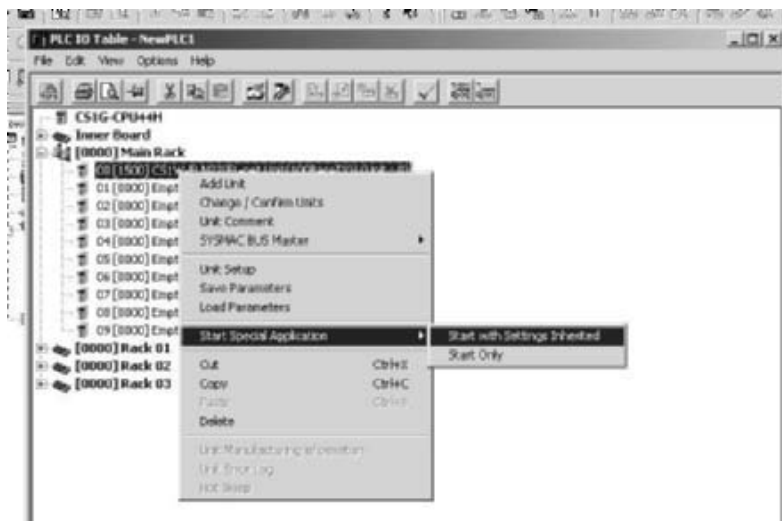 PLC IO Table - NewPLC1
File Edit View Options Help
CS1G-CPU44H
Inner Board
[0000] Main Rack
00 [1500]
01 [0000] Empt
02 [0000] Empt
03 [0000] Empt
04 [0000] Empt
05 [0000] Empt
06 [0000] Empt
07 [0000] Empt
08 [0000] Empt
09 [0000] Empt
[0000] Rack 01
[0000] Rack 02
[0000] Rack 03
Add Unit
Change / Confirm Units
Unit Comment
SYSMAC BUS Master
Unit Setup
Save Parameters
Load Parameters
Start Special Application
Start with Settings Inherited
Start Only
Cut Ctrl+X
Copy Ctrl+C
Paste Ctrl+V
Delete
Unit Manufacturing information
Unit Error Log